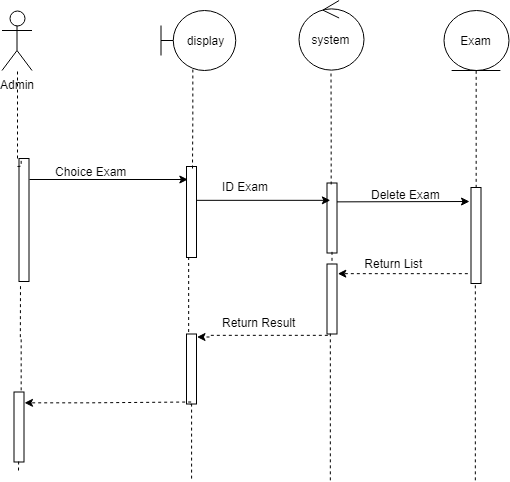 display
system
Exam
Admin
Choice Exam
ID Exam
Delete Exam
Return List
Return Result